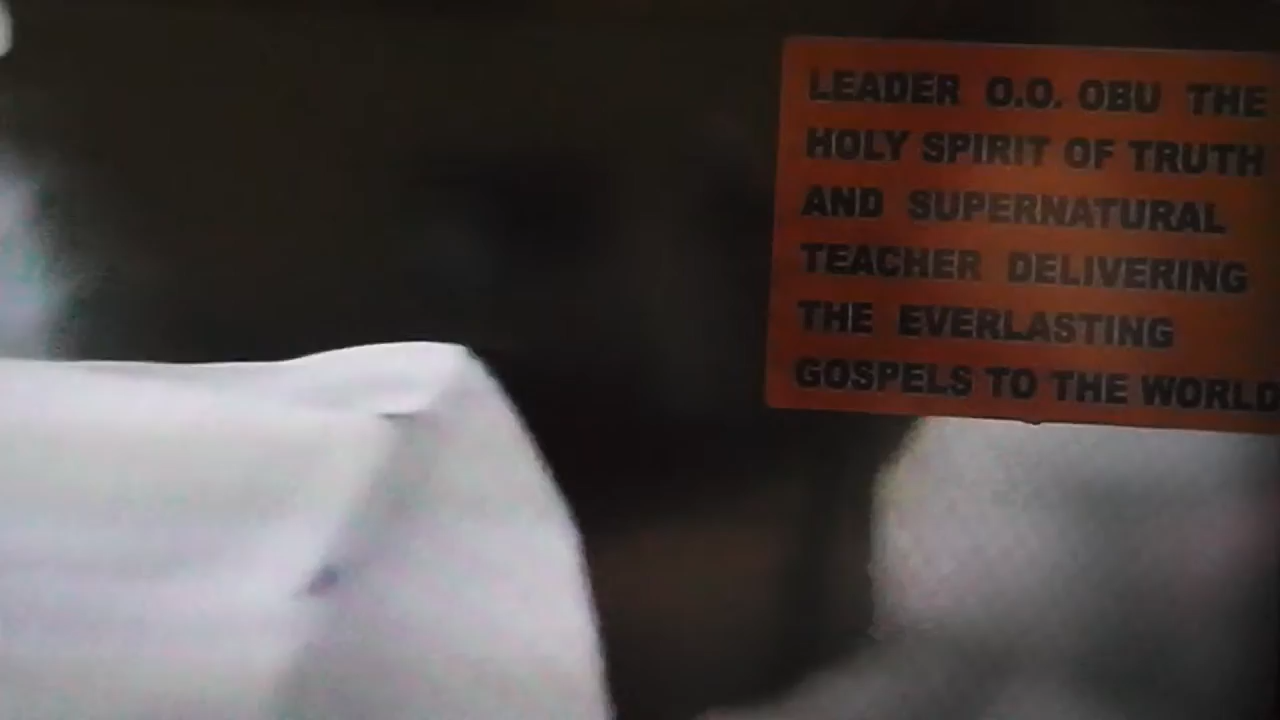 LEADER O.O. OBU THE
HOLY SPIRIT OF TRUTH
AND SUPERNATURAL
TEACHER DELIVERING
THE EVERLASTING
GOSPELS TO THE WORLD